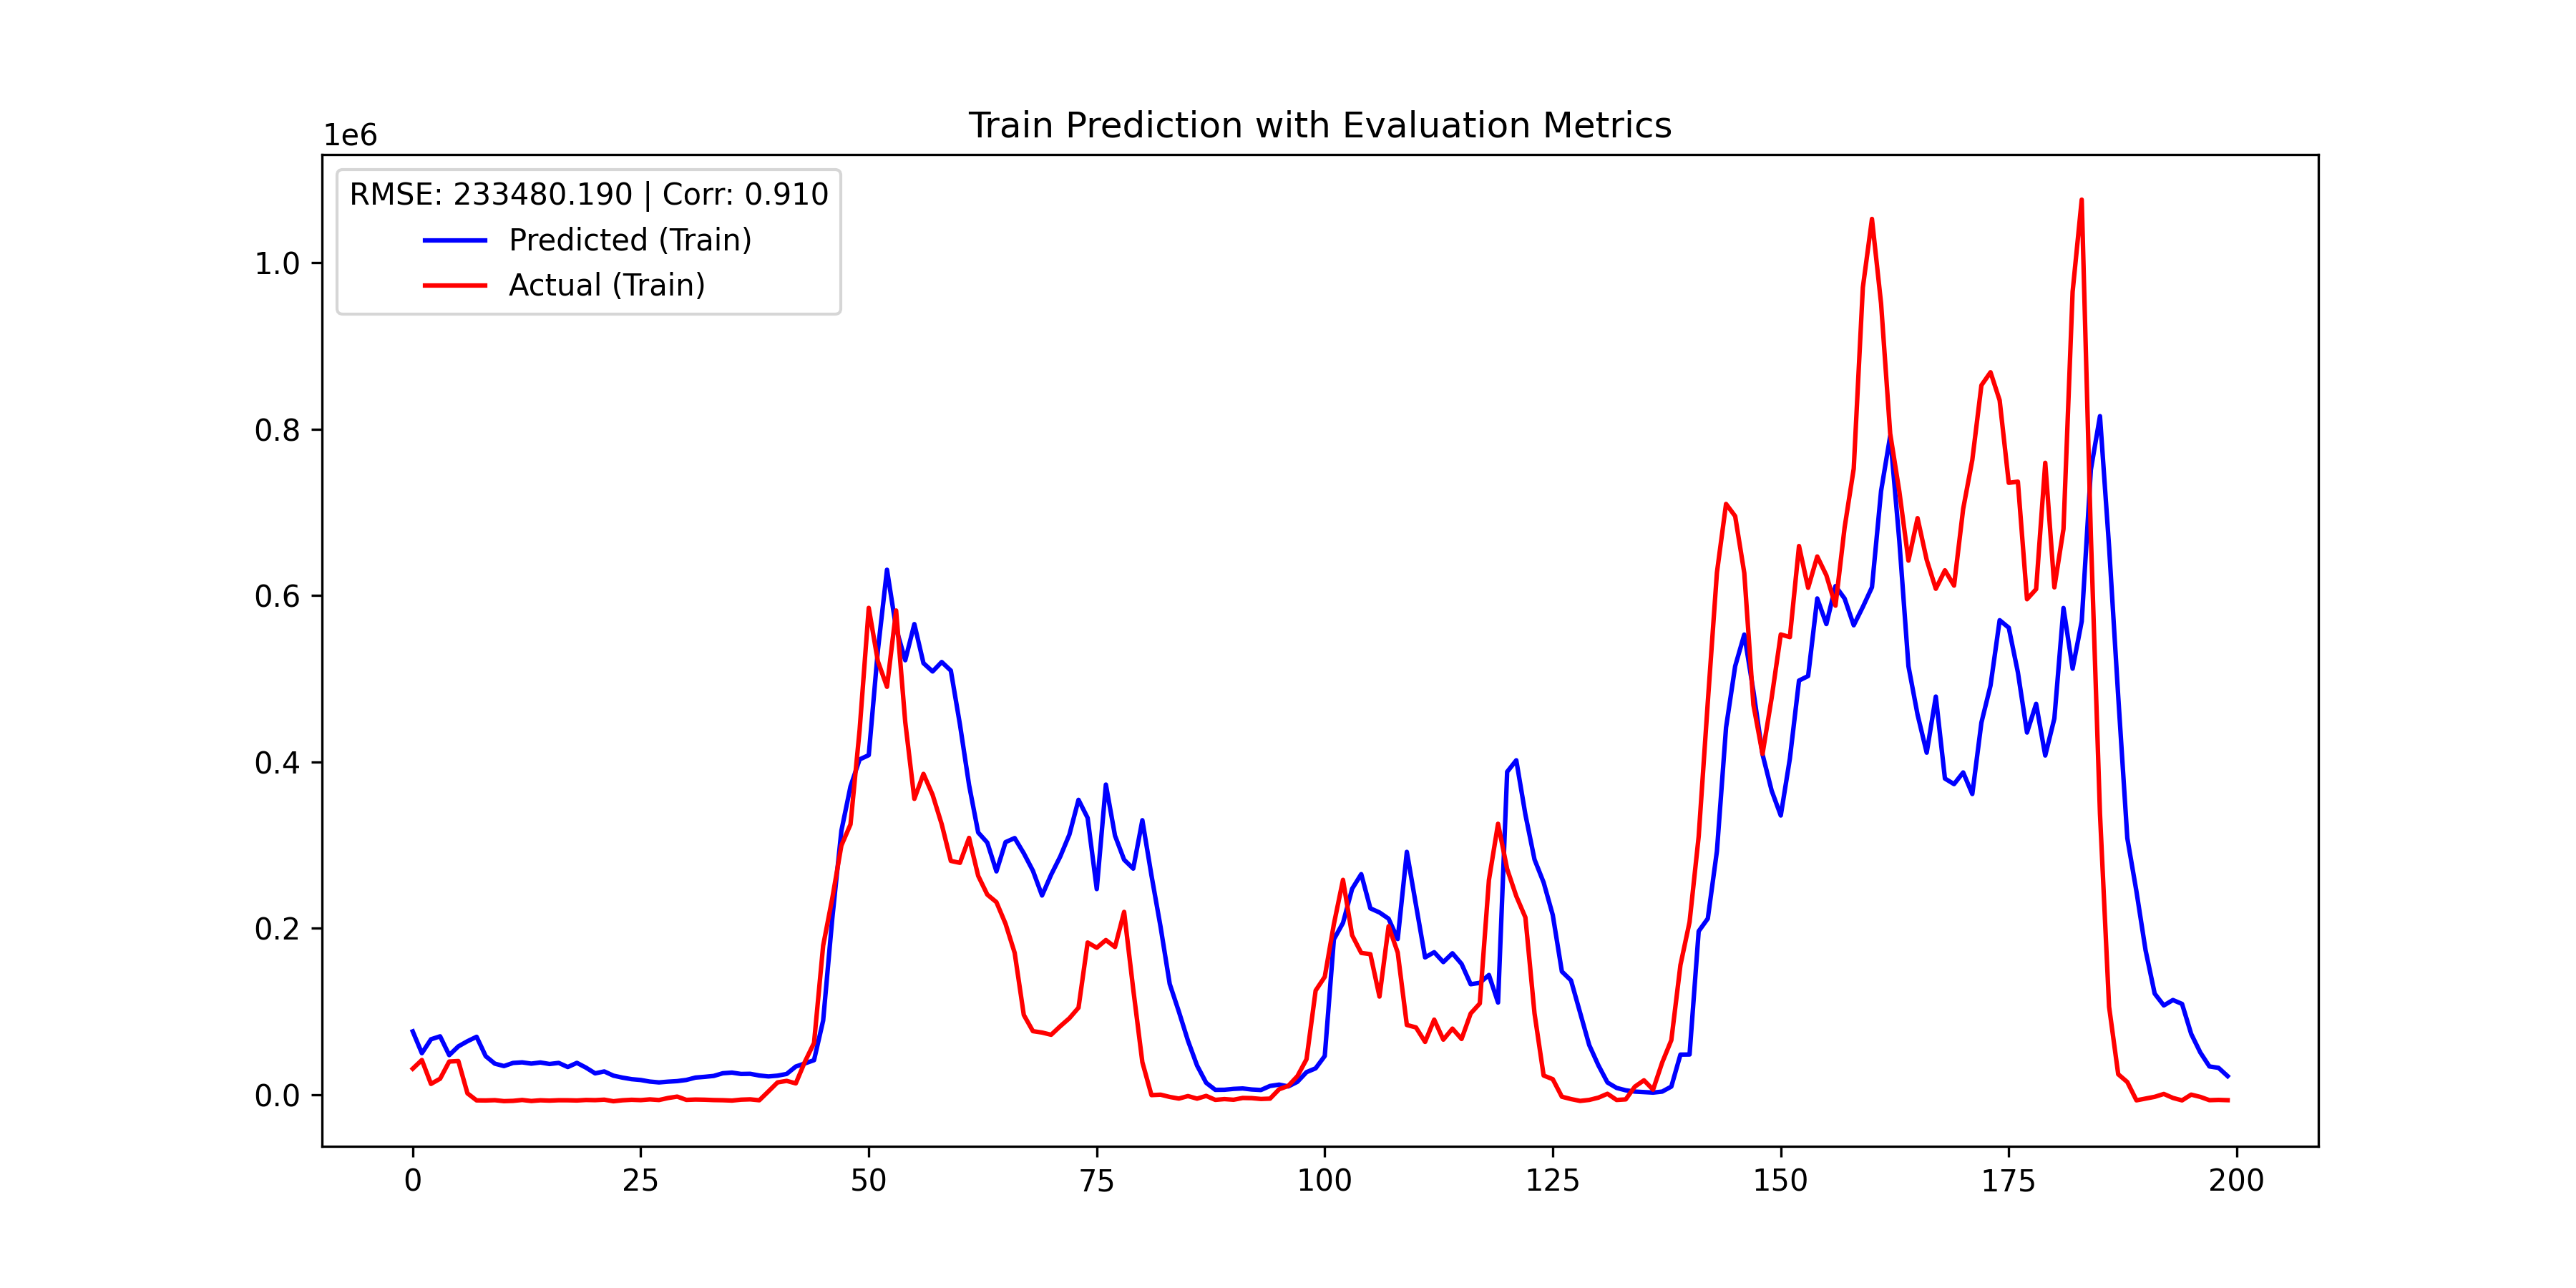 Train Prediction with Evaluation Metrics
1e6
RMSE: 233480.190 | Corr: 0.910
Predicted (Train)
Actual (Train)
1.0
0.8
0.6
0.4
0.2
0.0
0 25 50 75 100 125 150 175 200